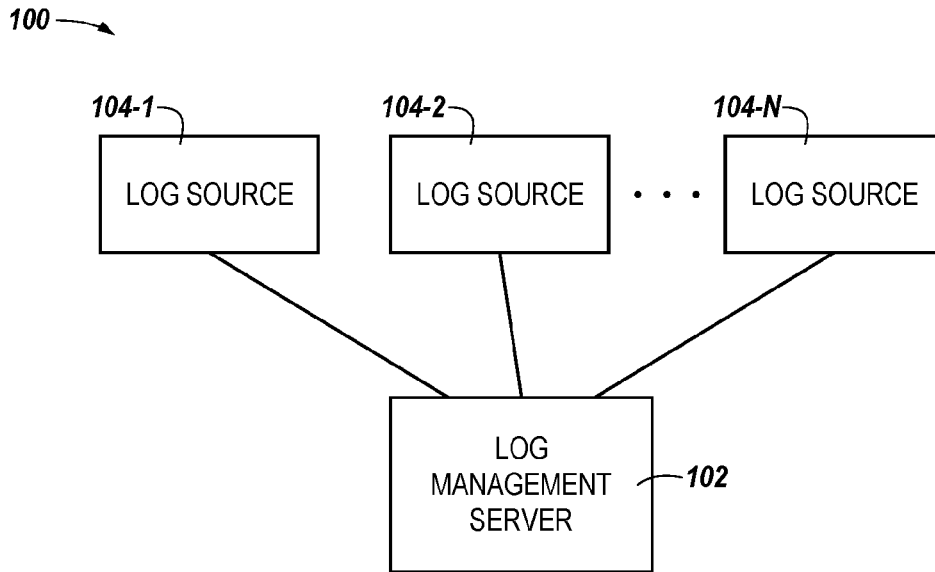 100
104-1
104-2
104-N
LOG SOURCE
LOG SOURCE
. . .
LOG SOURCE
LOG
MANAGEMENT
SERVER
102